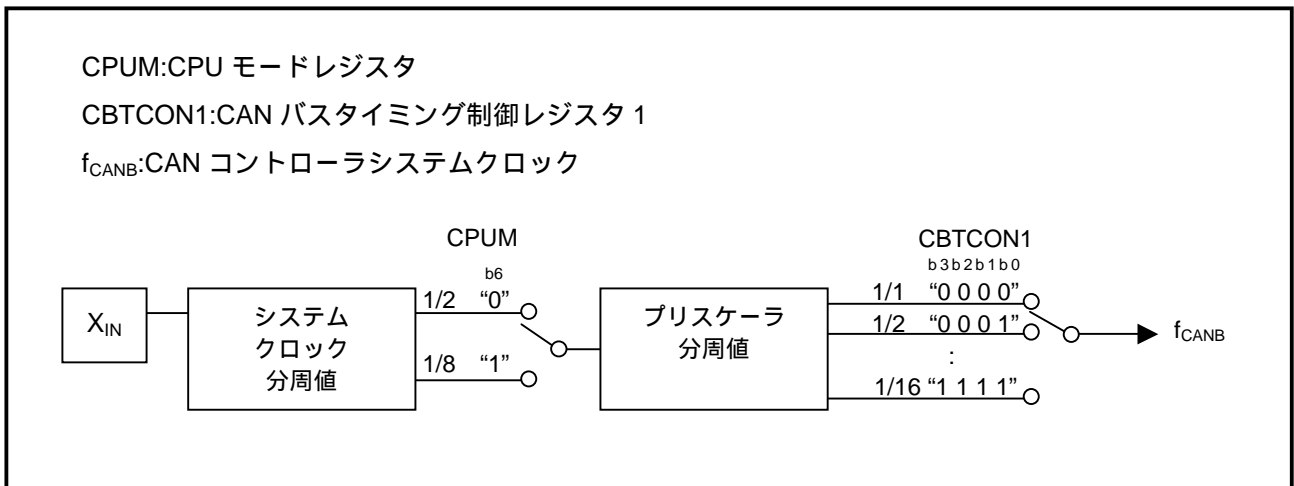 CPUM:CPU モードレジスタ
CBTCON1:CAN バスタイミング制御レジスタ 1
fCANB:CAN コントローラシステムクロック
CPUM
CBTCON1
b6
b3b2b1b0
XIN
システム
クロック
分周値
1/2 “0”
1/8 “1”
プリスケーラ
分周値
1/1 “0 0 0 0”
1/2 “0 0 0 1”
:
1/16 “1 1 1 1”
fCANB